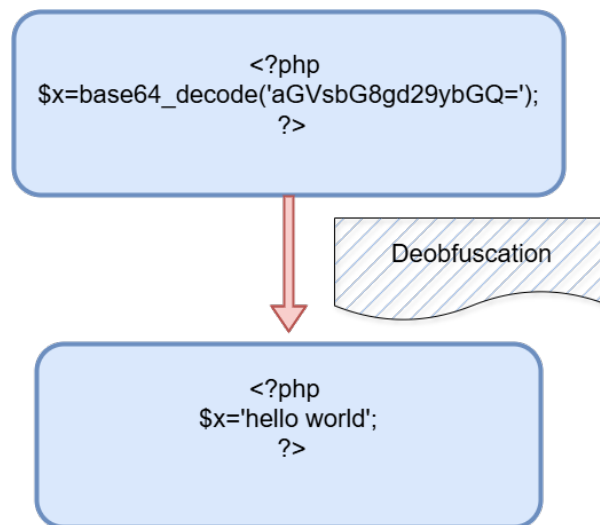 <?php
$x=base64_decode('aGVsbG8gd29ybGQ=');
?>
Deobfuscation
<?php
$x='hello world';
?>